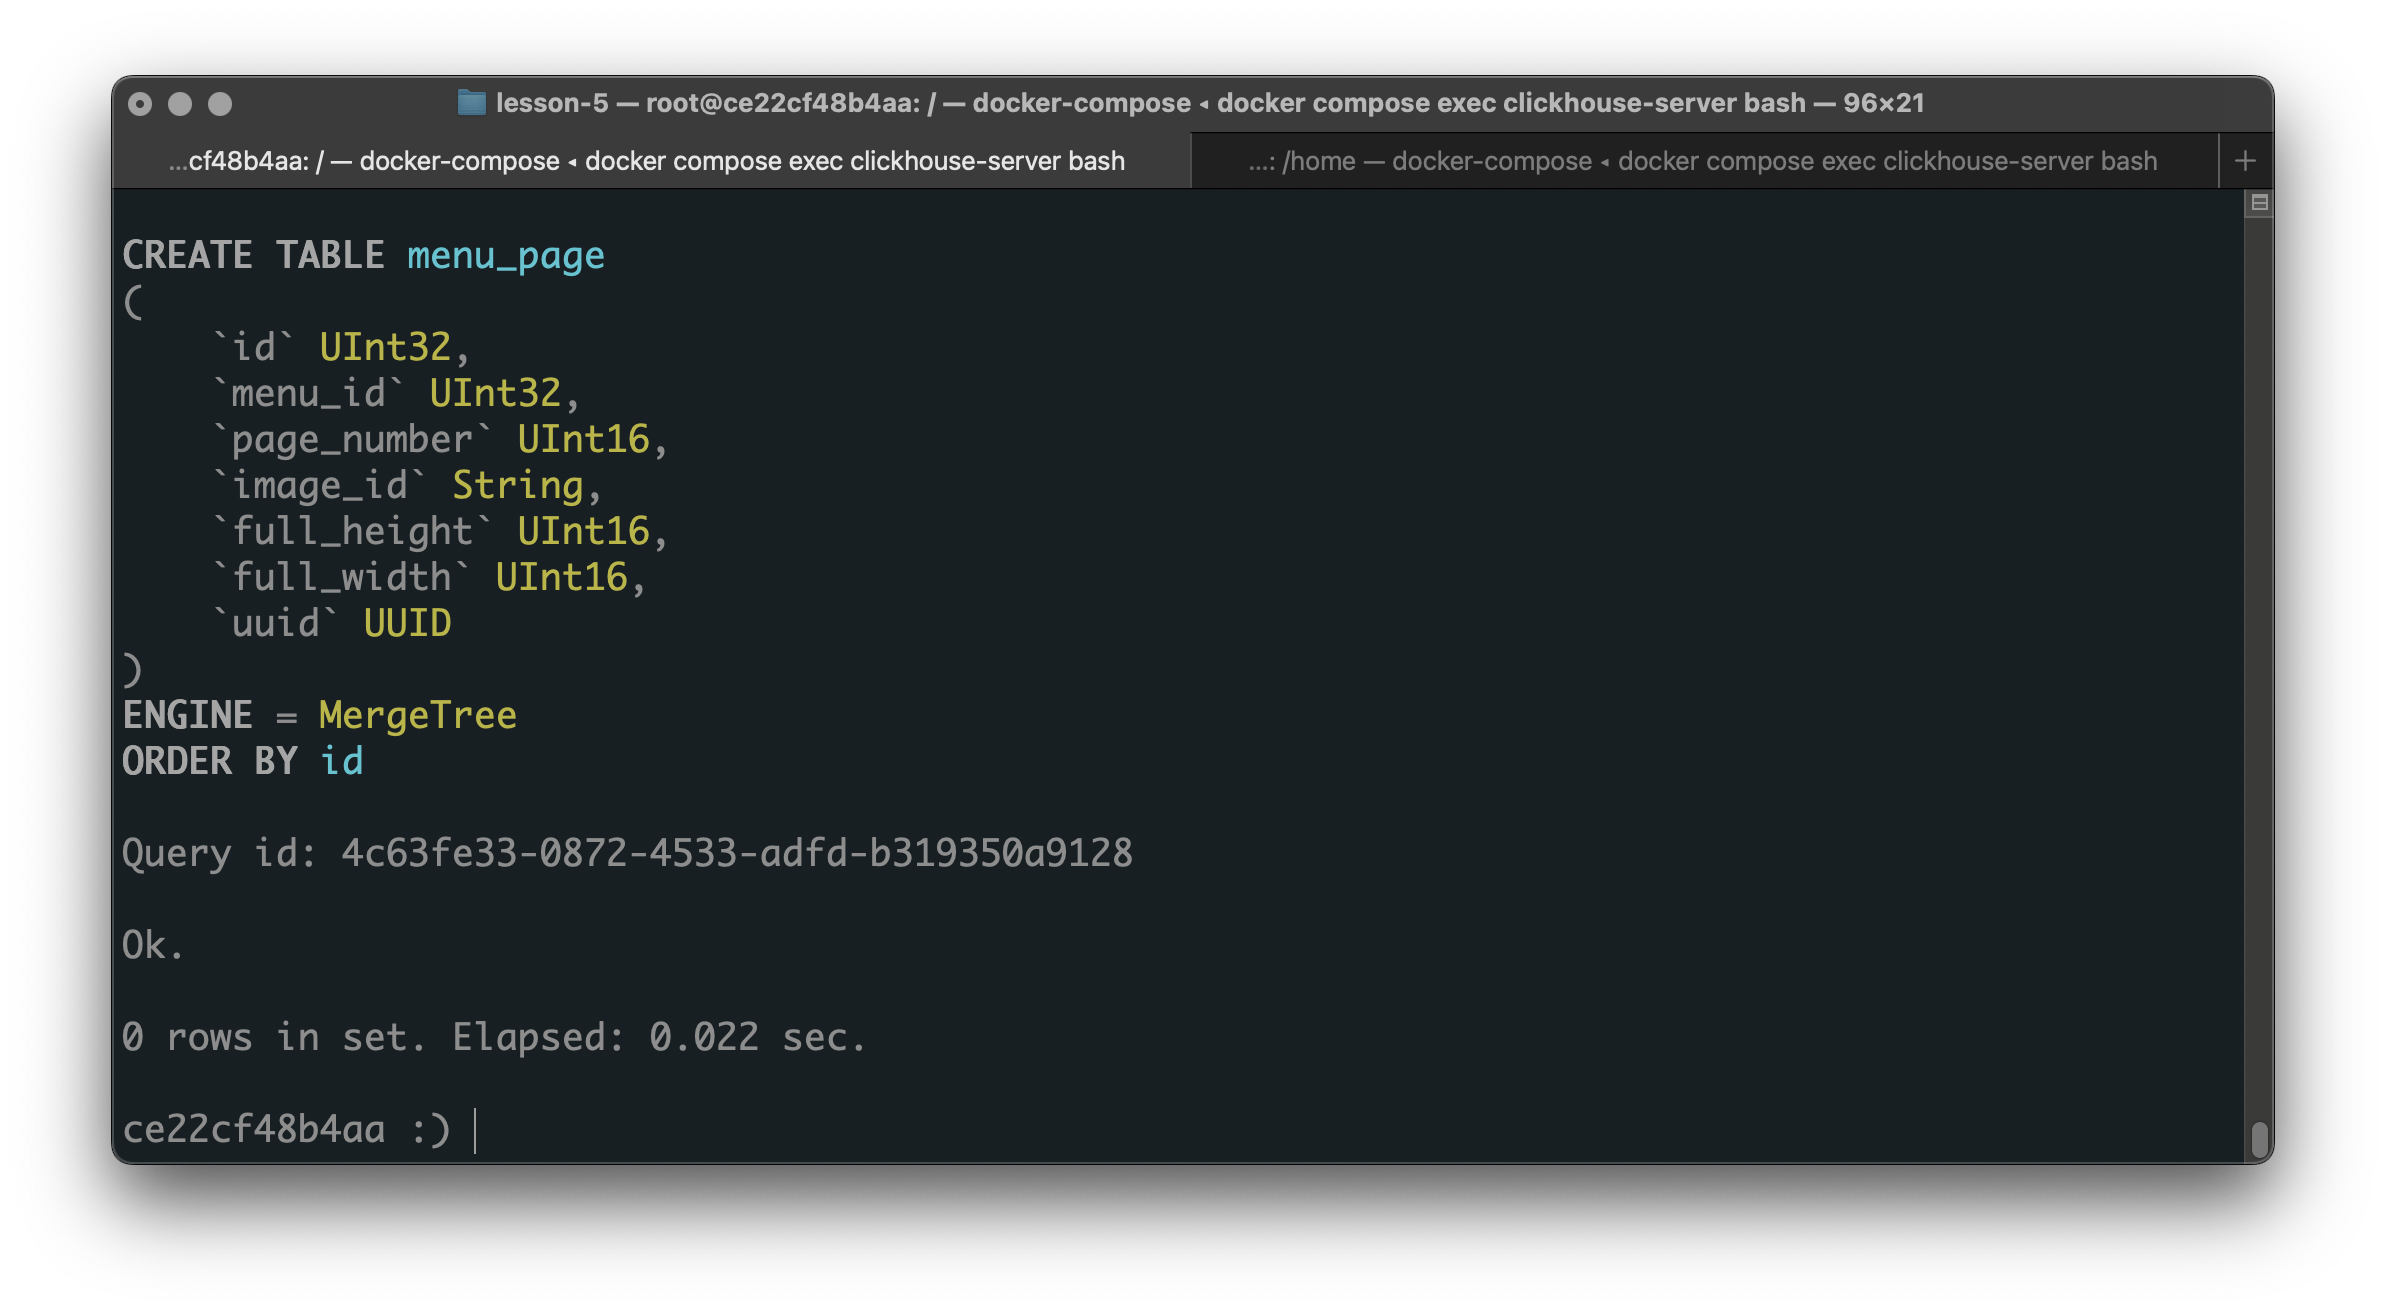 lesson-5 — root@ce22cf48b4aa: / — docker-compose ◂ docker compose exec clickhouse-server bash — 96×21
...cf48b4aa: / — docker-compose ◂ docker compose exec clickhouse-server bash
...: /home — docker-compose ◂ docker compose exec clickhouse-server bash
+
CREATE TABLE menu_page
(
    `id` UInt32,
    `menu_id` UInt32,
    `page_number` UInt16,
    `image_id` String,
    `full_height` UInt16,
    `full_width` UInt16,
    `uuid` UUID
)
ENGINE = MergeTree
ORDER BY id
Query id: 4c63fe33-0872-4533-adfd-b319350a9128
Ok.
0 rows in set. Elapsed: 0.022 sec.
ce22cf48b4aa :)